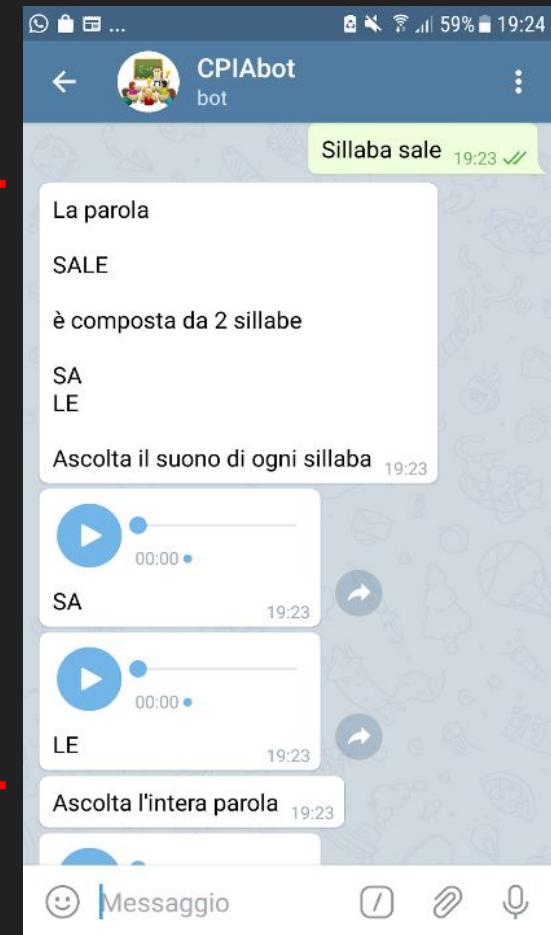 ... 59% 19:24
CPIAbot
bot
Sillaba sale 19:23
La parola
SALE
è composta da 2 sillabe
SA
LE
Ascolta il suono di ogni sillaba 19:23
00:00
SA 19:23
00:00
LE 19:23
Ascolta l'intera parola 19:23
Messaggio